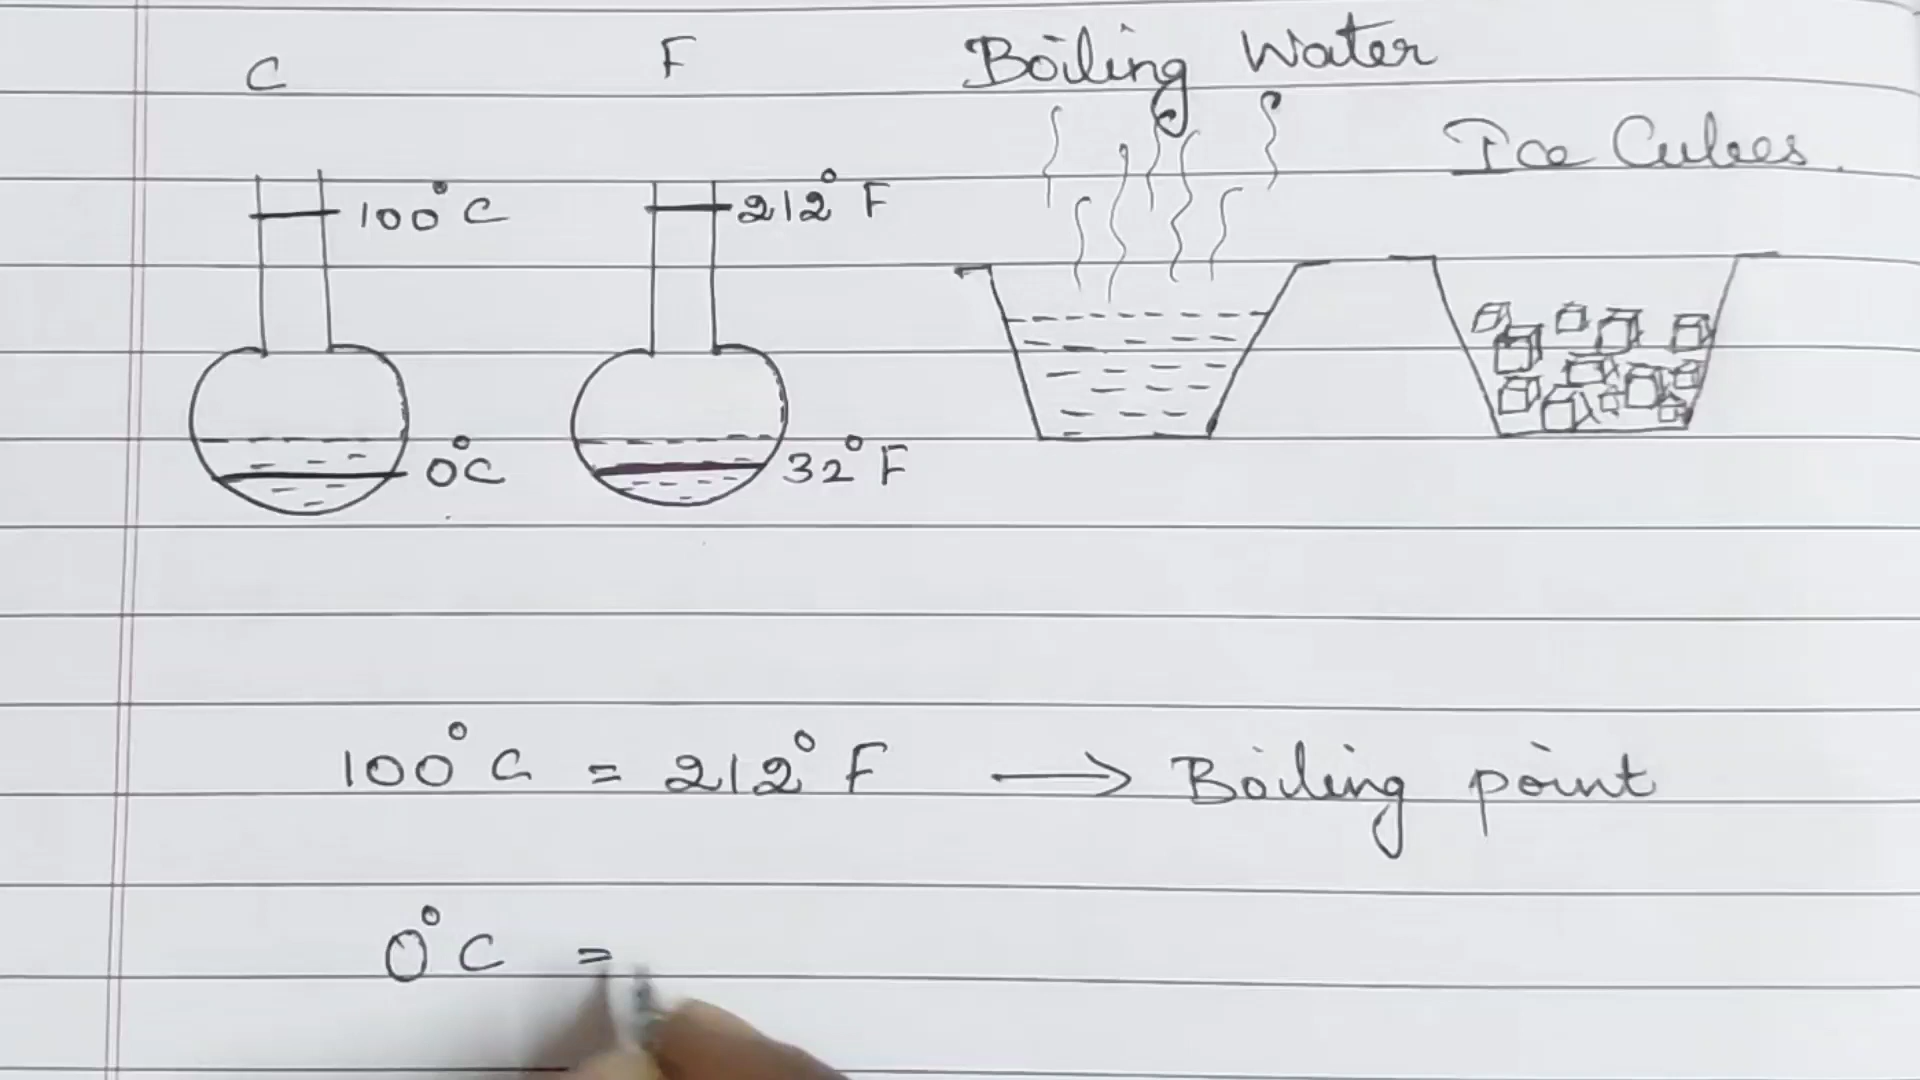 C F Boiling Water
Ice Cubes
100°C 212°F
0°C 32°F
100°C = 212°F → Boiling point
0°C =